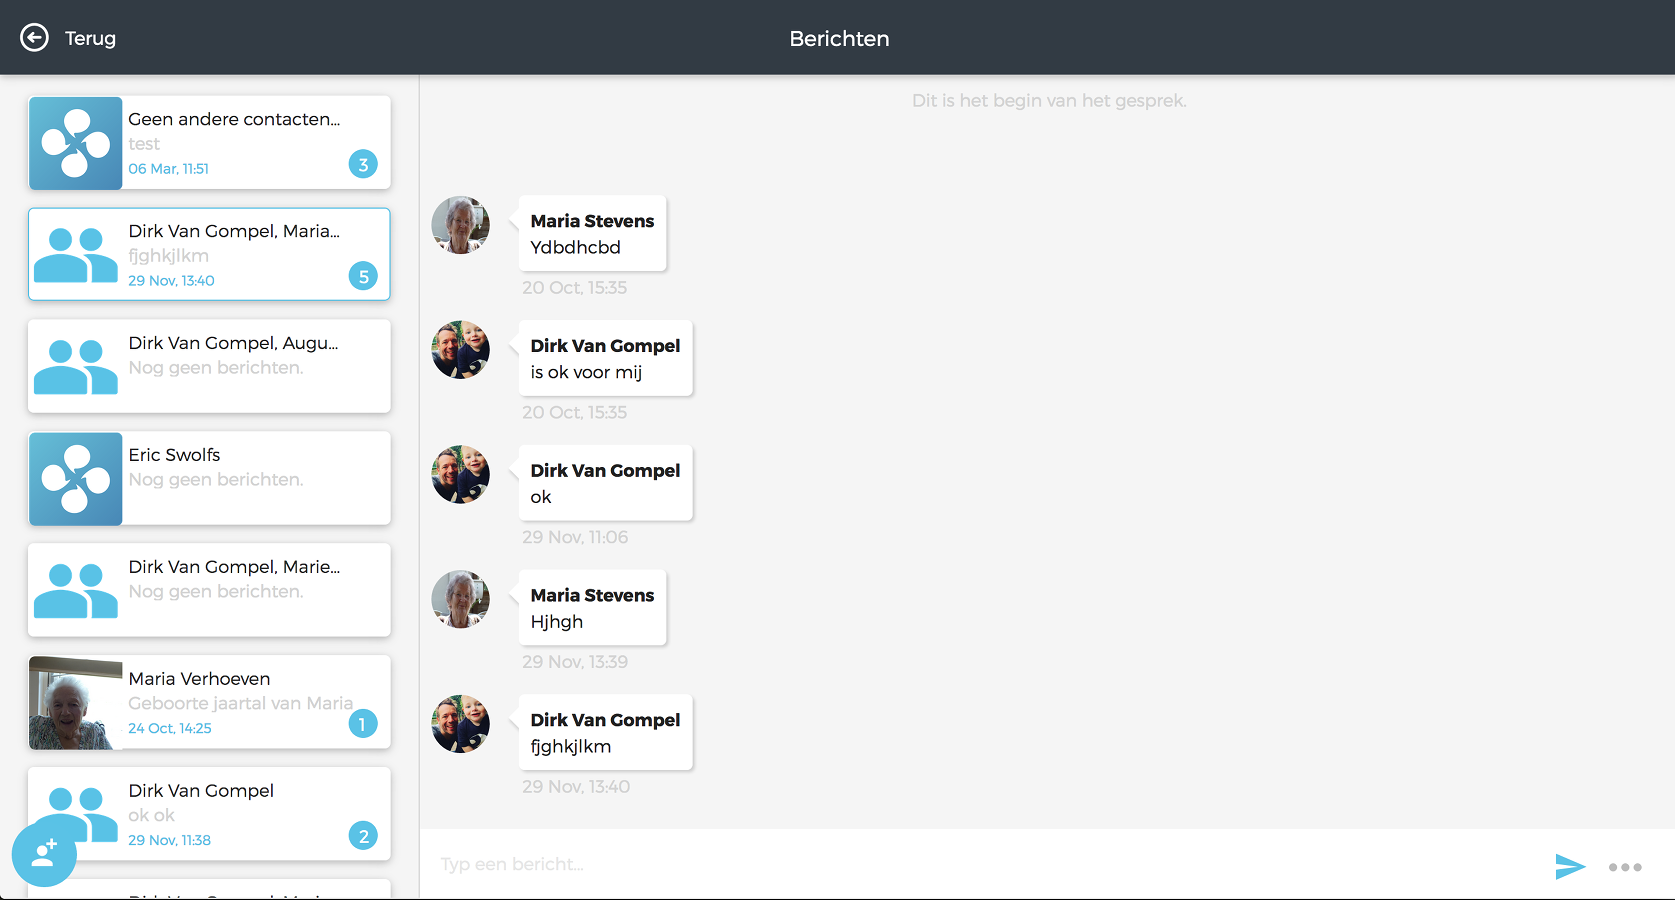 Terug
Berichten
Geen andere contacten...
test
06 Mar, 11:51
3
Dirk Van Gompel, Maria...
fjghkjlkm
29 Nov, 13:40
5
Dirk Van Gompel, Augu...
Nog geen berichten.
Eric Swolfs
Nog geen berichten.
Dirk Van Gompel, Marie...
Nog geen berichten.
Maria Verhoeven
Geboorte jaartal van Maria
24 Oct, 14:25
1
Dirk Van Gompel
ok ok
29 Nov, 11:38
2
Dit is het begin van het gesprek.
Maria Stevens
Ydbdhcbd
20 Oct, 15:35
Dirk Van Gompel
is ok voor mij
20 Oct, 15:35
Dirk Van Gompel
ok
29 Nov, 11:06
Maria Stevens
Hjhgh
29 Nov, 13:39
Dirk Van Gompel
fjghkjlkm
29 Nov, 13:40
Typ een bericht...